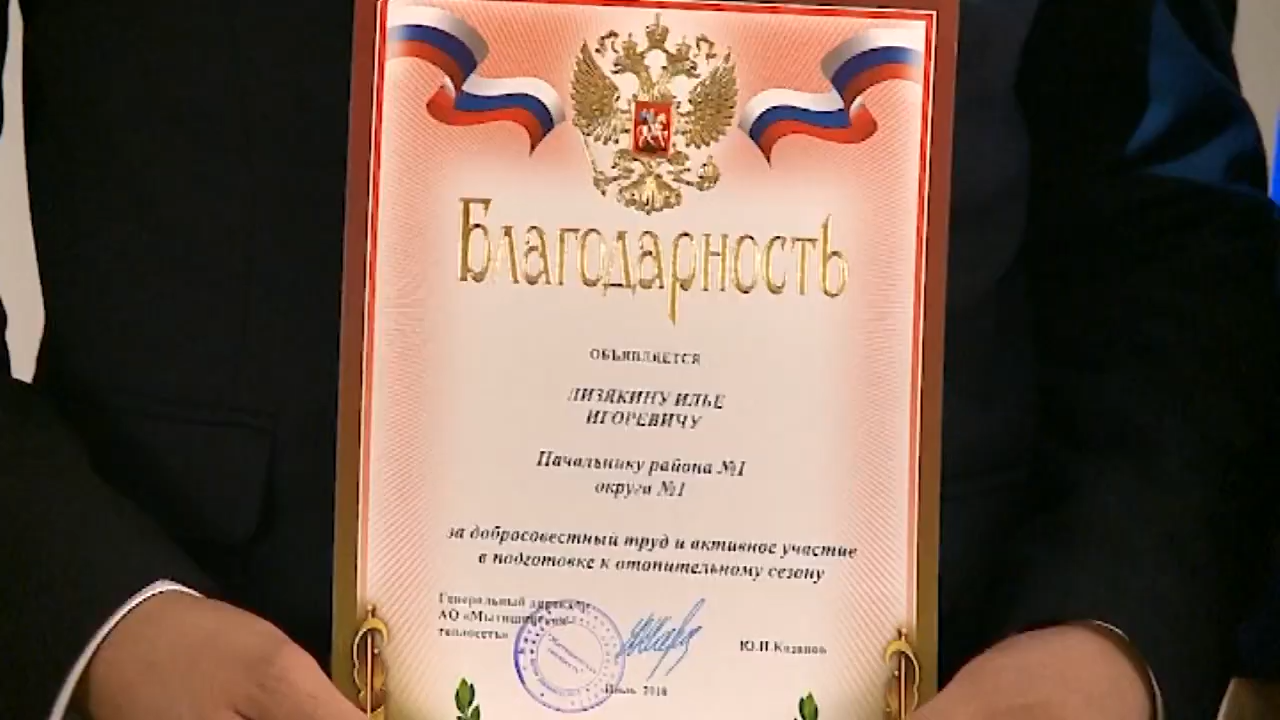 Благодарность
ОБЪЯВЛЯЕТСЯ
ЛИЗЯКИНУ ИЛЬЕ
ИГОРЕВИЧУ
Начальнику района №1
округа №1
за добросовестный труд и активное участие
в подготовке к отопительному сезону
Генеральный директор
АО «Мытищинская
теплосеть»